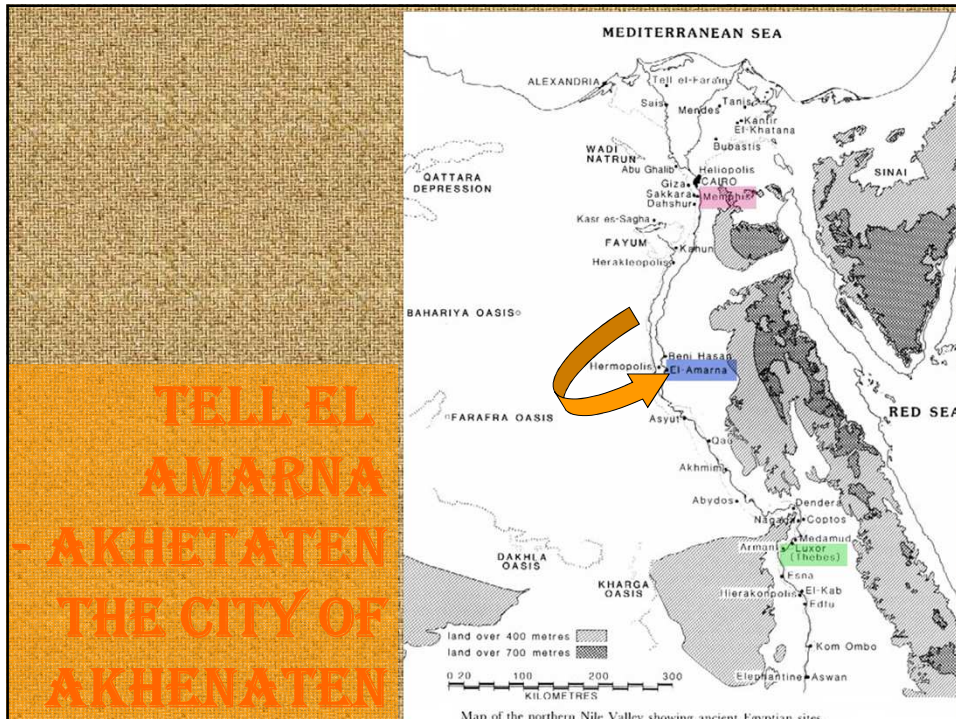 TELL EL
AMARNA
- AKHETATEN
THE CITY OF
AKHENATEN
MEDITERRANEAN SEA
ALEXANDRIA
Tell el-Farain
Sais
Mendes
Tanis
Kantir
El-Khatana
Bubastis
WADI
NATRUN
Abu Ghalib
Heliopolis
CAIRO
Giza
Sakkara
Memphis
Dahshur
SINAI
QATTARA
DEPRESSION
Kasr es-Sagha
FAYUM
Kahun
Herakleopolis
BAHARIYA OASIS
Beni Hasan
Hermopolis
El-Amarna
FARAFRA OASIS
Asyut
RED SEA
Qau
Akhmim
Abydos
Dendera
Nagada
Coptos
Medamud
Armant
Luxor
(Thebes)
DAKHLA
OASIS
KHARGA
OASIS
Esna
El-Kab
Hierakonpolis
Edfu
land over 400 metres
land over 700 metres
Kom Ombo
Elephantine
Aswan
0 20 100 200 300
KILOMETRES
Map of the northern Nile Valley showing ancient Egyptian sites